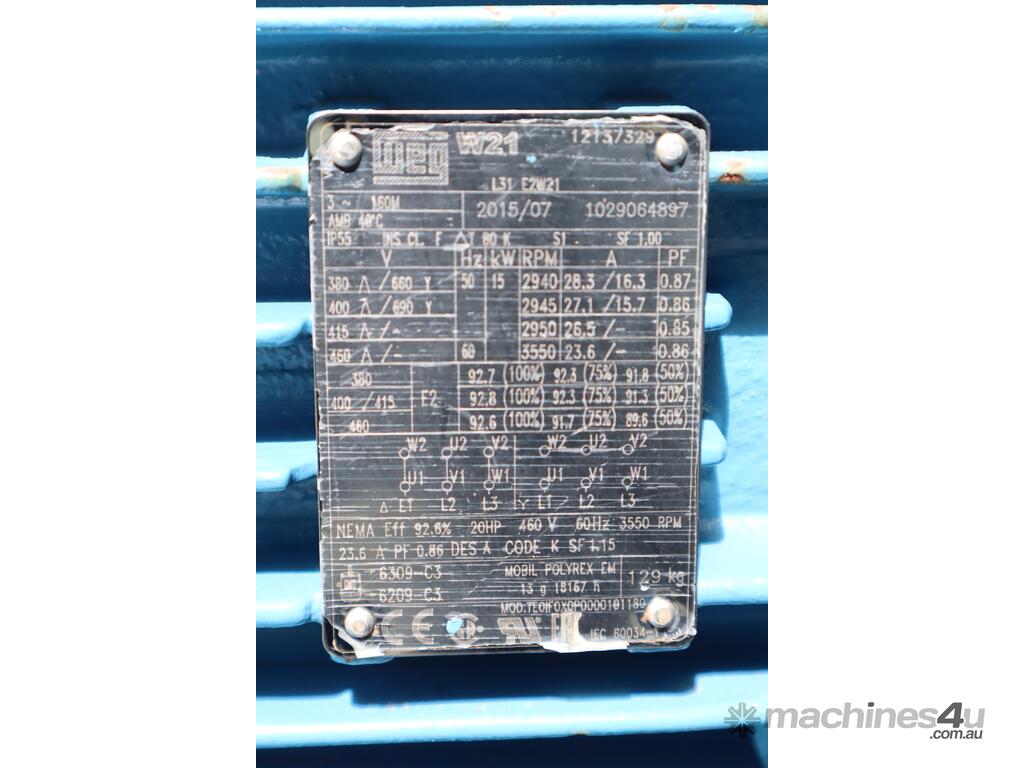 WEG W21 12137329
L31 E2W21
3 ~ 160M 2015/07 1029064897
AMB 40°C
IP55 INS CL. F ΔT 80 K S1 SF 1.00
V Hz kW RPM A PF
380 Δ / 660 Y 50 15 2940 28.3 /16.3 0.87
400 Δ / 690 Y 2945 27.1 /15.7 0.86
415 Δ /- 2950 26.5 /- 0.85
460 Δ /- 60 3550 23.6 /- 0.86
380 92.7 (100%) 92.3 (75%) 91.8 (50%)
400 /415 E2 92.8 (100%) 92.3 (75%) 91.3 (50%)
460 92.6 (100%) 91.7 (75%) 89.6 (50%)
W2 U2 V2 W2 U2 V2
U1 V1 W1 U1 V1 W1
Δ L1 L2 L3 Y L1 L2 L3
NEMA Eff 92.6% 20HP 460 V 60Hz 3550 RPM
23.6 A PF 0.86 DES A CODE K SF 1.15
-6309-C3 MOBIL POLYREX EM 129 kg
-6209-C3 13 g 18167 h
MOD.TE01F0X0P0000101180
CE IEC 60034-1
machines4u
.com.au